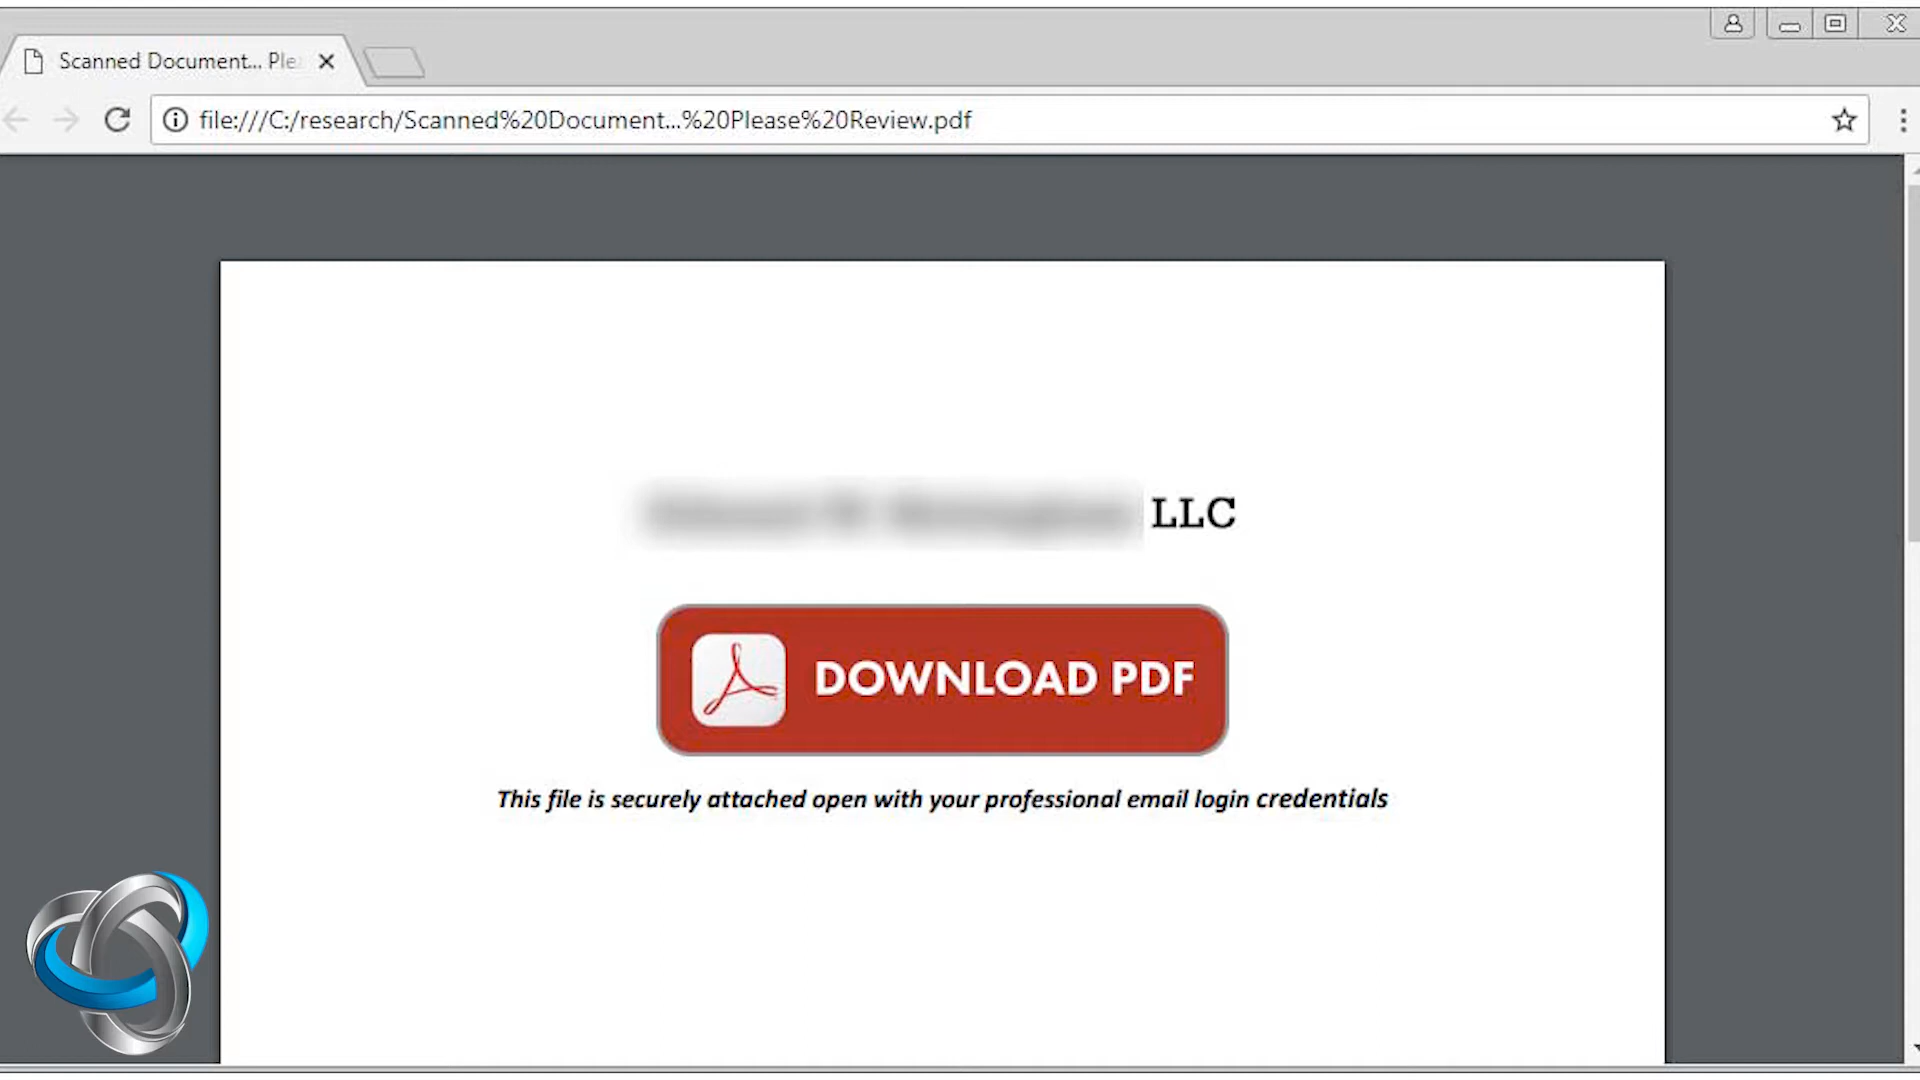 Scanned Document... Ple
file:///C:/research/Scanned%20Document...%20Please%20Review.pdf
LLC
DOWNLOAD PDF
This file is securely attached open with your professional email login credentials